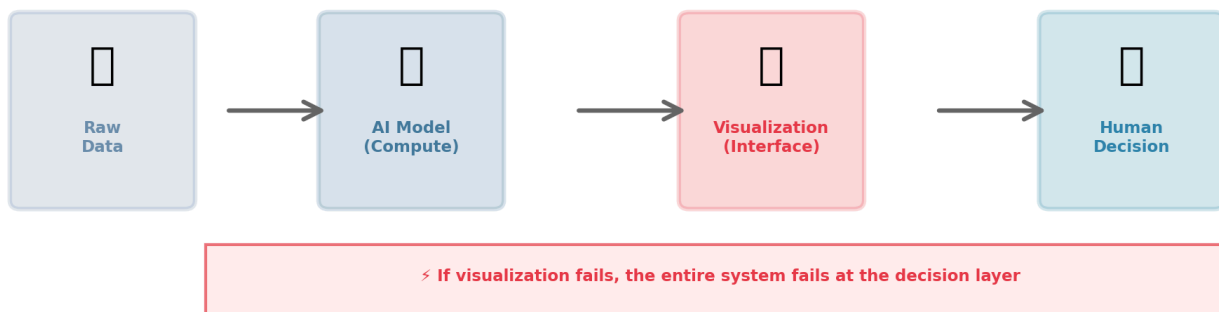 Raw
Data
AI Model
(Compute)
Visualization
(Interface)
Human
Decision
⚡ If visualization fails, the entire system fails at the decision layer